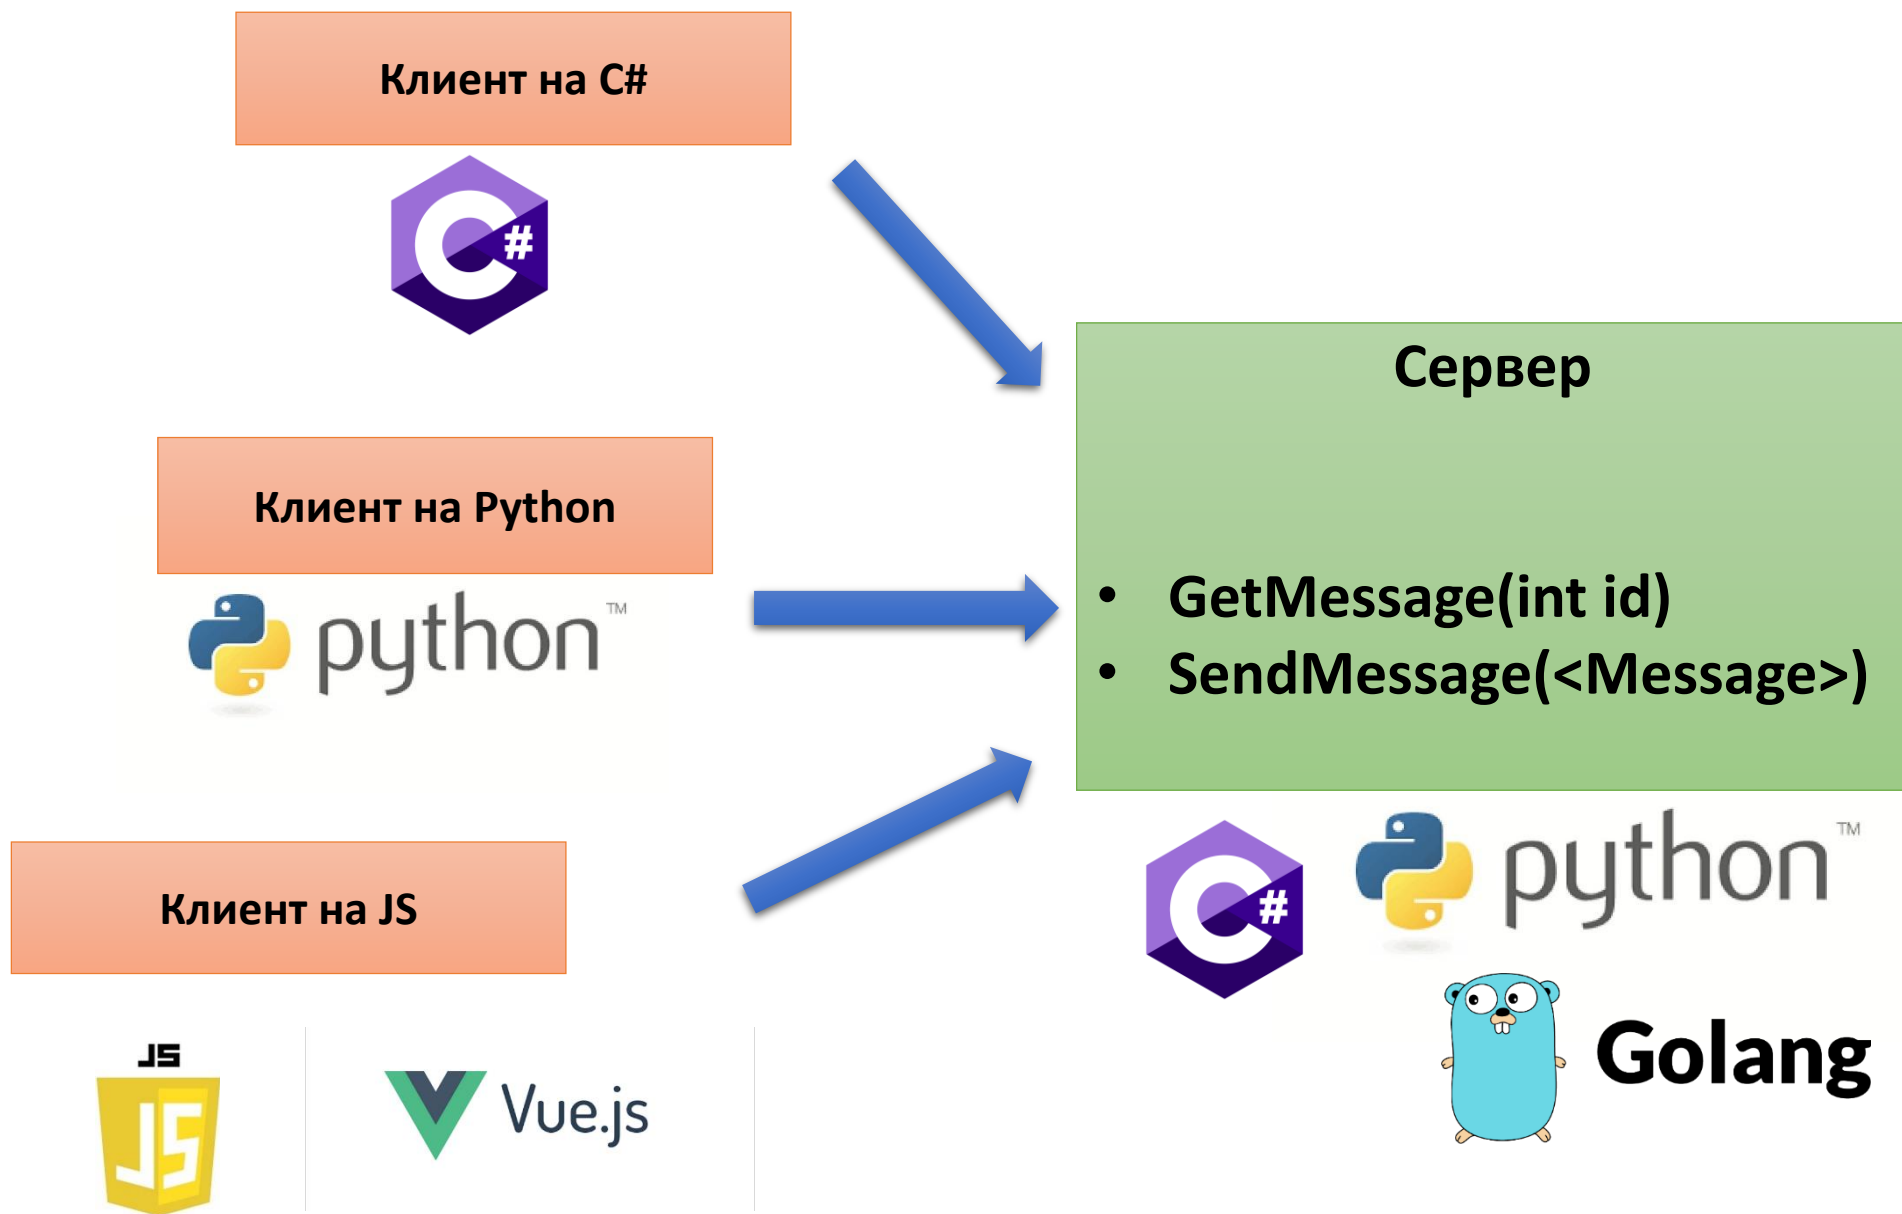 Клиент на C#
C#
Сервер
Клиент на Python
• GetMessage(int id)
• SendMessage(<Message>)
python™
Клиент на JS
C#
python™
JS
JS
Vue.js
Golang